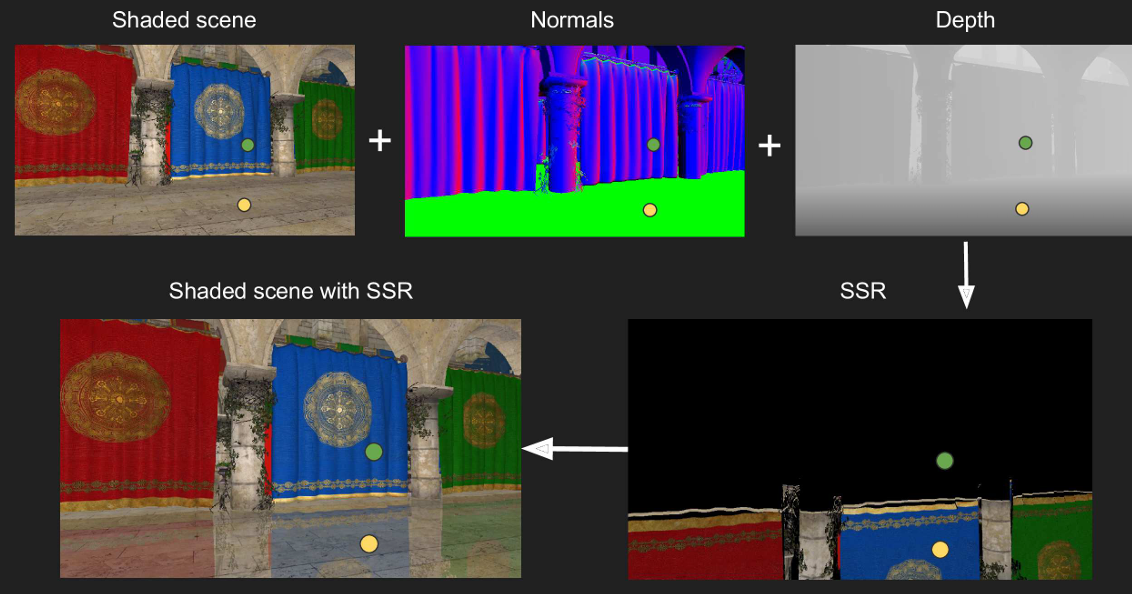 Shaded scene
Normals
Depth
+
+
Shaded scene with SSR
SSR